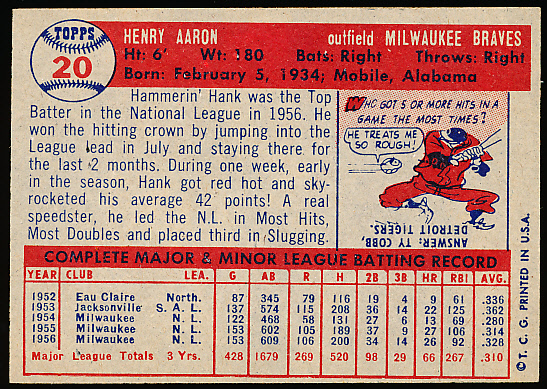 TOPPS
20
HENRY AARON outfield MILWAUKEE BRAVES
Ht: 6' Wt: 180 Bats: Right Throws: Right
Born: February 5, 1934; Mobile, Alabama
Hammerin' Hank was the Top
Batter in the National League in 1956. He
won the hitting crown by jumping into the
League lead in July and staying there for
the last 2 months. During one week, early
in the season, Hank got red hot and sky-
rocketed his average 42 points! A real
speedster, he led the N.L. in Most Hits,
Most Doubles and placed third in Slugging.
WHO GOT 5 OR MORE HITS IN A
GAME THE MOST TIMES?
HE TREATS ME
SO ROUGH!
ANSWER: TY COBB,
DETROIT TIGERS.
COMPLETE MAJOR & MINOR LEAGUE BATTING RECORD
YEAR CLUB LEA. G AB R H 2B 3B HR RBI AVG.
1952 Eau Claire North. 87 345 79 116 19 4 9 61 .336
1953 Jacksonville S. A. L. 137 574 115 208 36 14 22 125 .362
1954 Milwaukee N. L. 122 468 58 131 27 6 13 69 .280
1955 Milwaukee N. L. 153 602 105 189 37 9 27 106 .314
1956 Milwaukee N. L. 153 609 106 200 34 14 26 92 .328
Major League Totals 3 Yrs. 428 1679 269 520 98 29 66 267 .310
© T. C. G. PRINTED IN U.S.A.